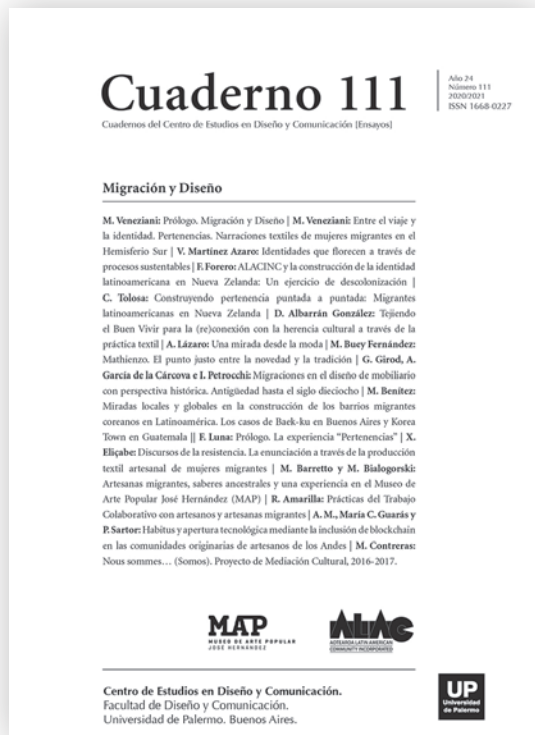 Cuaderno 111
Año 24
Número 111
2020/2021
ISSN 1668-0227
Cuadernos del Centro de Estudios en Diseño y Comunicación [Ensayos]
Migración y Diseño
M. Veneziani: Prólogo. Migración y Diseño | M. Veneziani: Entre el viaje y
la identidad. Pertenencias. Narraciones textiles de mujeres migrantes en el
Hemisferio Sur | V. Martínez Azaro: Identidades que florecen a través de
procesos sustentables | F. Forero: ALACINC y la construcción de la identidad
latinoamericana en Nueva Zelanda: Un ejercicio de descolonización |
C. Tolosa: Construyendo pertenencia puntada a puntada: Migrantes
latinoamericanas en Nueva Zelanda | D. Albarrán González: Tejiendo
el Buen Vivir para la (re)conexión con la herencia cultural a través de la
práctica textil | A. Lázaro: Una mirada desde la moda | M. Buey Fernández:
Mathienzo. El punto justo entre la novedad y la tradición | G. Girod, A.
García de la Cárcova e I. Petrocchi: Migraciones en el diseño de mobiliario
con perspectiva histórica. Antigüedad hasta el siglo dieciocho | M. Benítez:
Miradas locales y globales en la construcción de los barrios migrantes
coreanos en Latinoamérica. Los casos de Baek-ku en Buenos Aires y Korea
Town en Guatemala || F. Luna: Prólogo. La experiencia "Pertenencias" | X.
Eliçabe: Discursos de la resistencia. La enunciación a través de la producción
textil artesanal de mujeres migrantes | M. Barretto y M. Bialogorski:
Artesanas migrantes, saberes ancestrales y una experiencia en el Museo de
Arte Popular José Hernández (MAP) | R. Amarilla: Prácticas del Trabajo
Colaborativo con artesanos y artesanas migrantes | A. M., María C. Guarás y
P. Sartor: Habitus y apertura tecnológica mediante la inclusión de blockchain
en las comunidades originarias de artesanos de los Andes | M. Contreras:
Nous sommes… (Somos). Proyecto de Mediación Cultural, 2016-2017.
MAP
MUSEO DE ARTE POPULAR
JOSÉ HERNÁNDEZ
ALAC
AOTEAROA LATIN AMERICAN
COMMUNITY INCORPORATED
Centro de Estudios en Diseño y Comunicación.
Facultad de Diseño y Comunicación.
Universidad de Palermo. Buenos Aires.
UP
Universidad
de Palermo